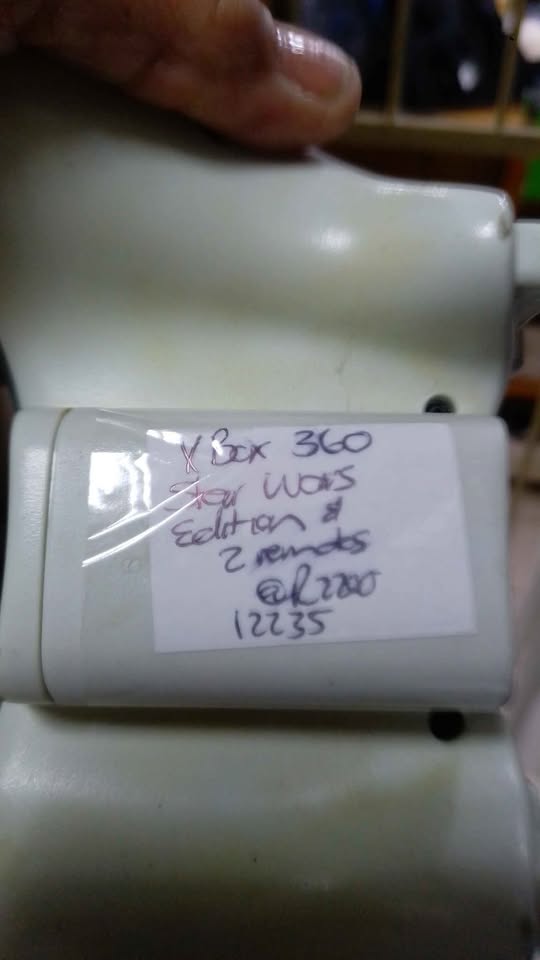 X Box 360
Star Wars
Edition &
2 remotes
@R2200
12235